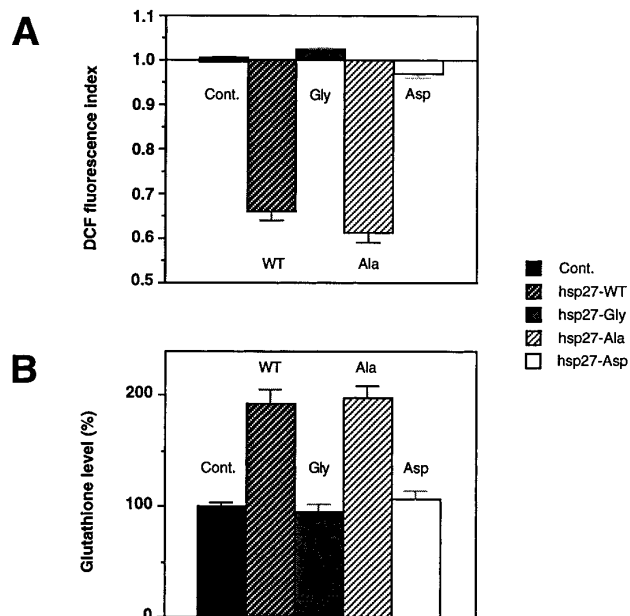 A
DCF fluorescence index
1.1
1.0
0.9
0.8
0.7
0.6
0.5
Cont.
Gly
Asp
WT
Ala
Cont.
hsp27-WT
hsp27-Gly
hsp27-Ala
hsp27-Asp
B
Glutathione level (%)
200
100
0
WT
Ala
Cont.
Gly
Asp